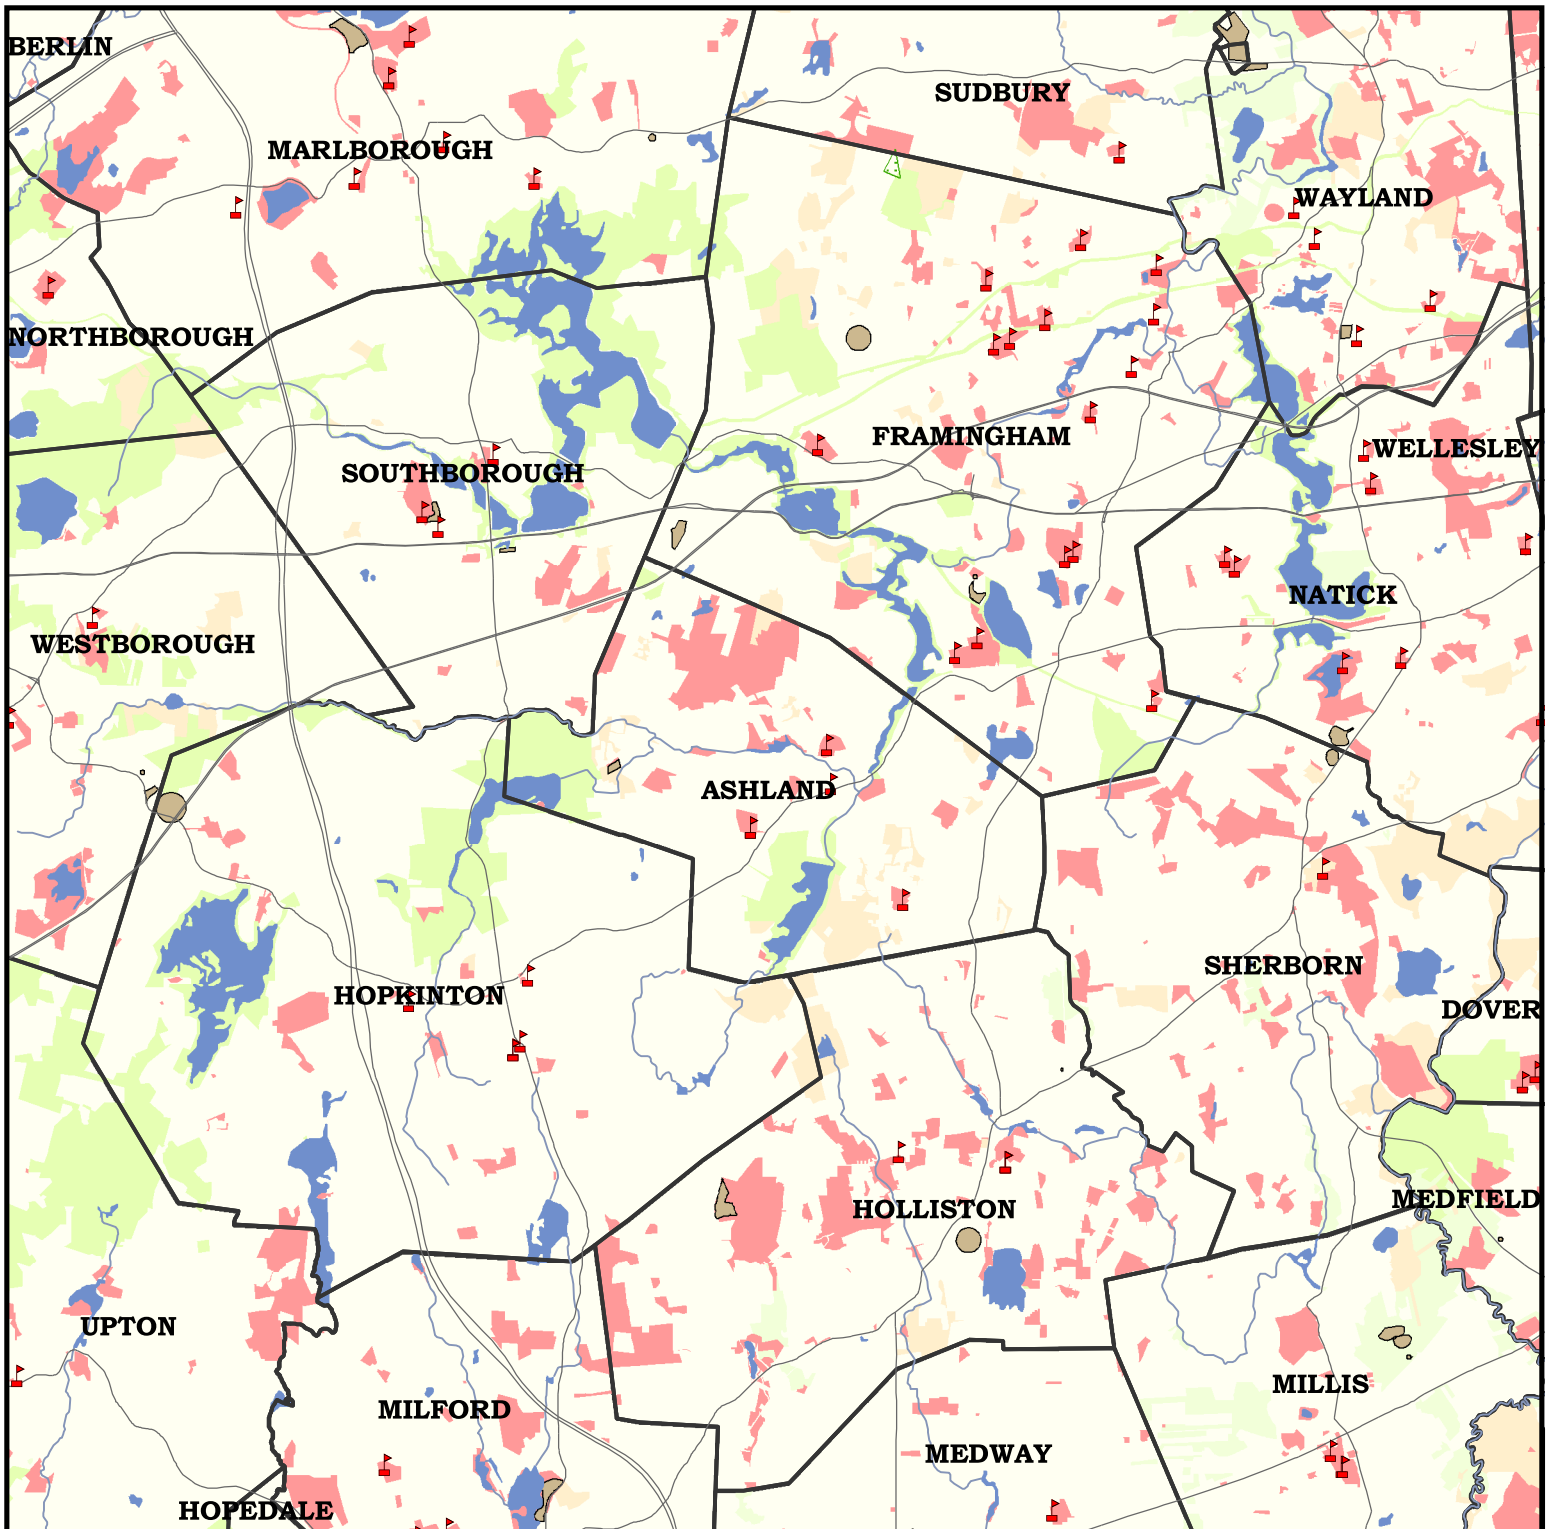 BERLIN
SUDBURY
MARLBOROUGH
WAYLAND
NORTHBOROUGH
FRAMINGHAM
WELLESLEY
SOUTHBOROUGH
NATICK
WESTBOROUGH
ASHLAND
SHERBORN
HOPKINTON
DOVER
MEDFIELD
HOLLISTON
UPTON
MILLIS
MILFORD
MEDWAY
HOPEDALE